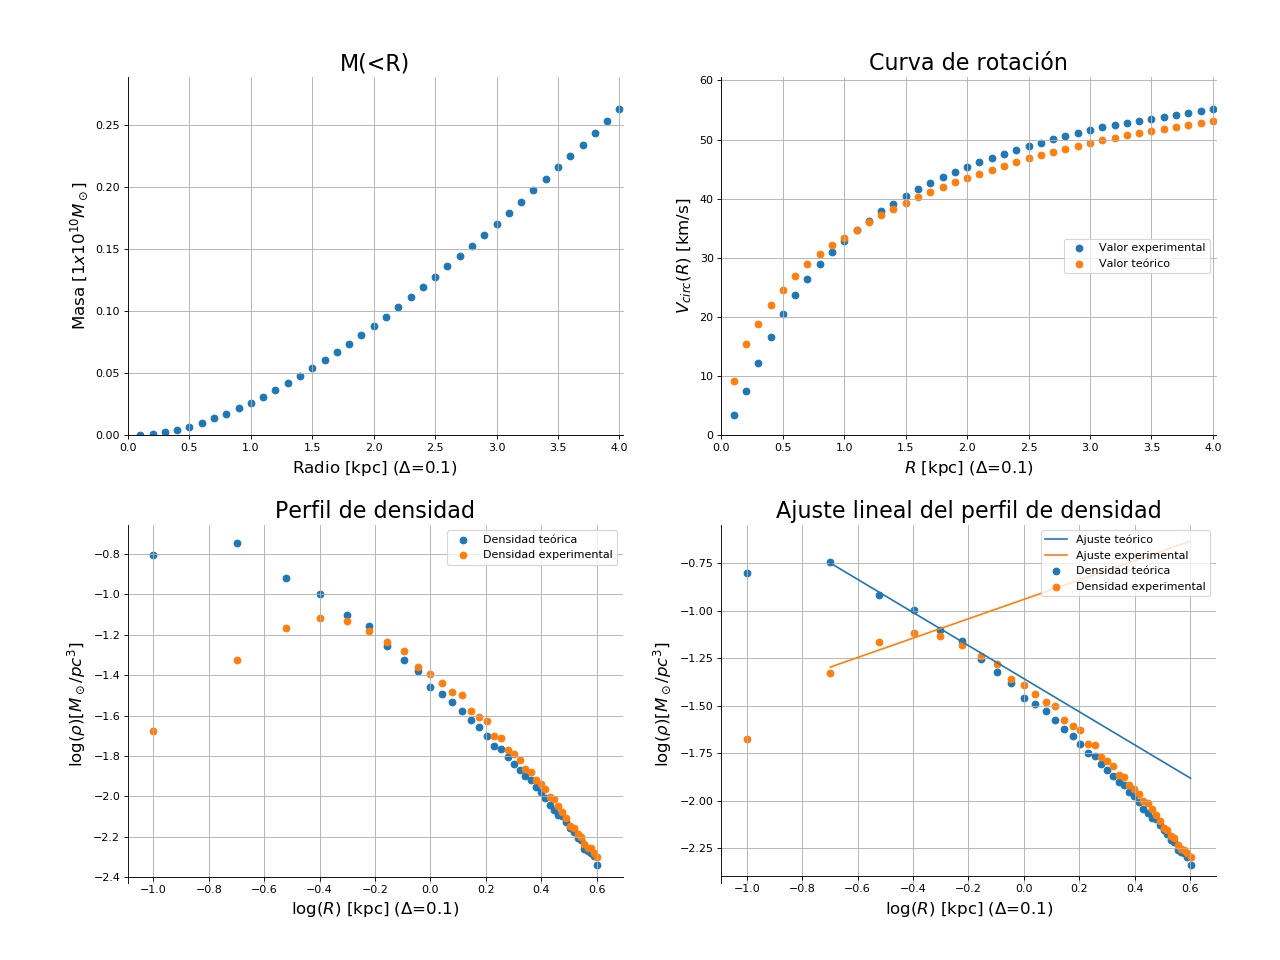 M(<R)
Masa [1x10^{10}M_⊙]
0.25
0.20
0.15
0.10
0.05
0.00
0.0 0.5 1.0 1.5 2.0 2.5 3.0 3.5 4.0
Radio [kpc] (Δ=0.1)
Curva de rotación
V_{circ}(R) [km/s]
60
50
40
30
20
10
0
Valor experimental
Valor teórico
0.0 0.5 1.0 1.5 2.0 2.5 3.0 3.5 4.0
R [kpc] (Δ=0.1)
Perfil de densidad
log(ρ)[M_⊙/pc^3]
Densidad teórica
Densidad experimental
−0.8
−1.0
−1.2
−1.4
−1.6
−1.8
−2.0
−2.2
−2.4
−1.0 −0.8 −0.6 −0.4 −0.2 0.0 0.2 0.4 0.6
log(R) [kpc] (Δ=0.1)
Ajuste lineal del perfil de densidad
log(ρ)[M_⊙/pc^3]
Ajuste teórico
Ajuste experimental
Densidad teórica
Densidad experimental
−0.75
−1.00
−1.25
−1.50
−1.75
−2.00
−2.25
−1.0 −0.8 −0.6 −0.4 −0.2 0.0 0.2 0.4 0.6
log(R) [kpc] (Δ=0.1)